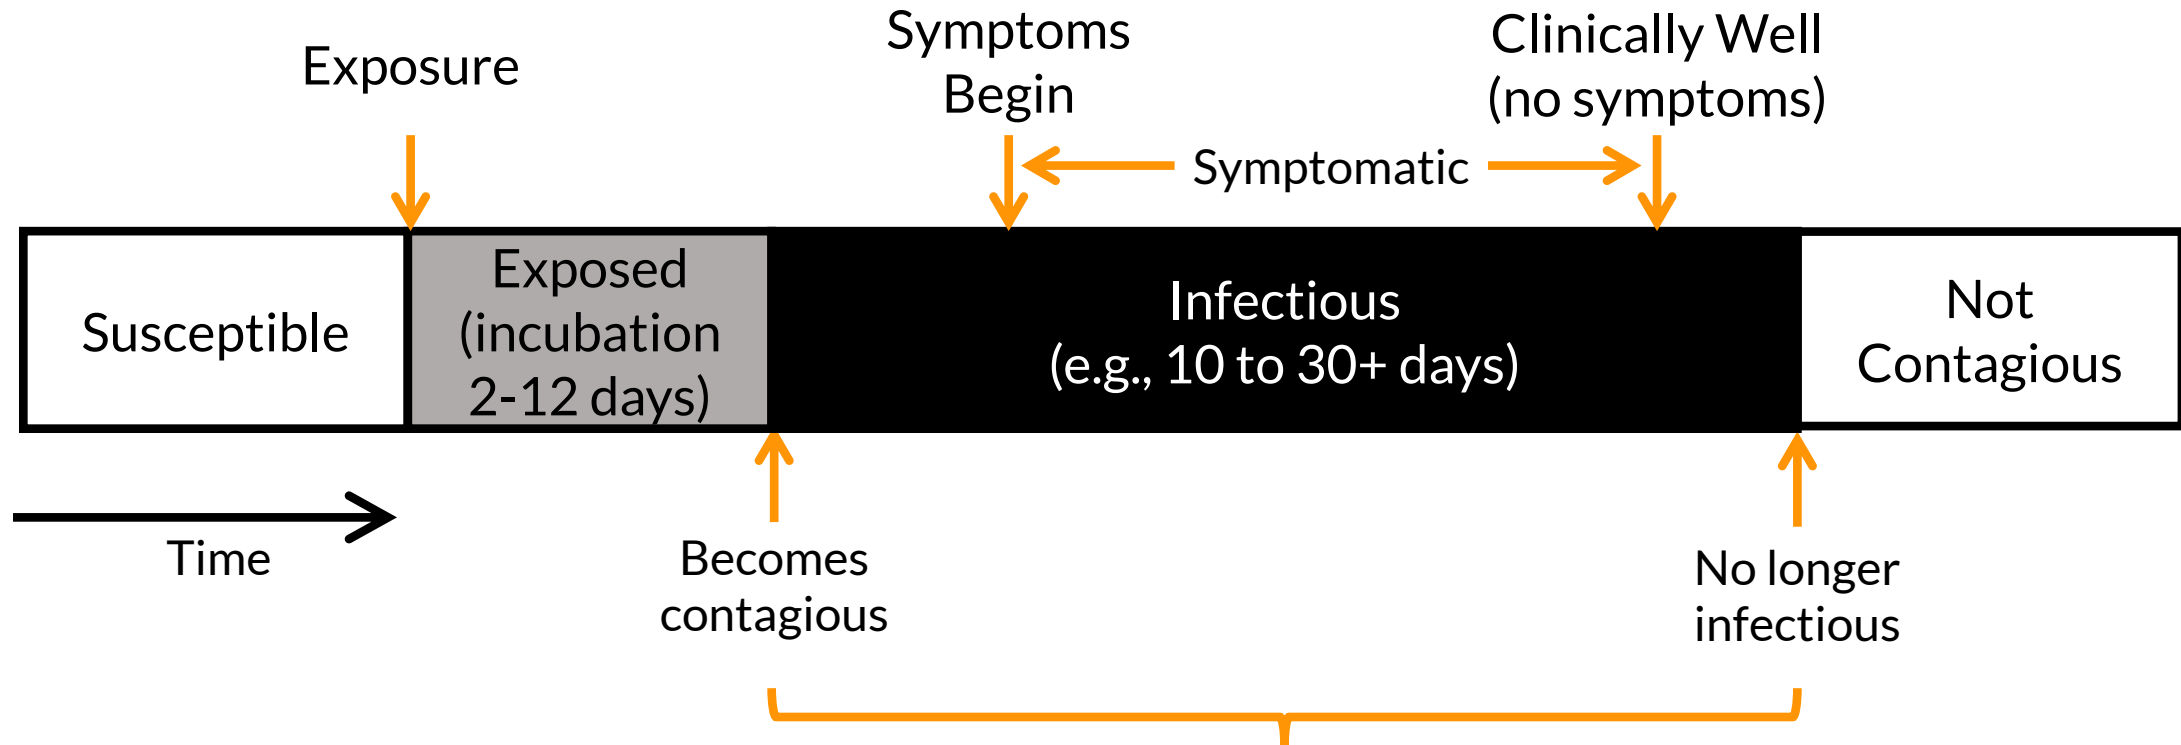 Exposure
Symptoms
Begin
Clinically Well
(no symptoms)
Symptomatic
Susceptible
Exposed
(incubation
2-12 days)
Infectious
(e.g., 10 to 30+ days)
Not
Contagious
Time
Becomes
contagious
No longer
infectious